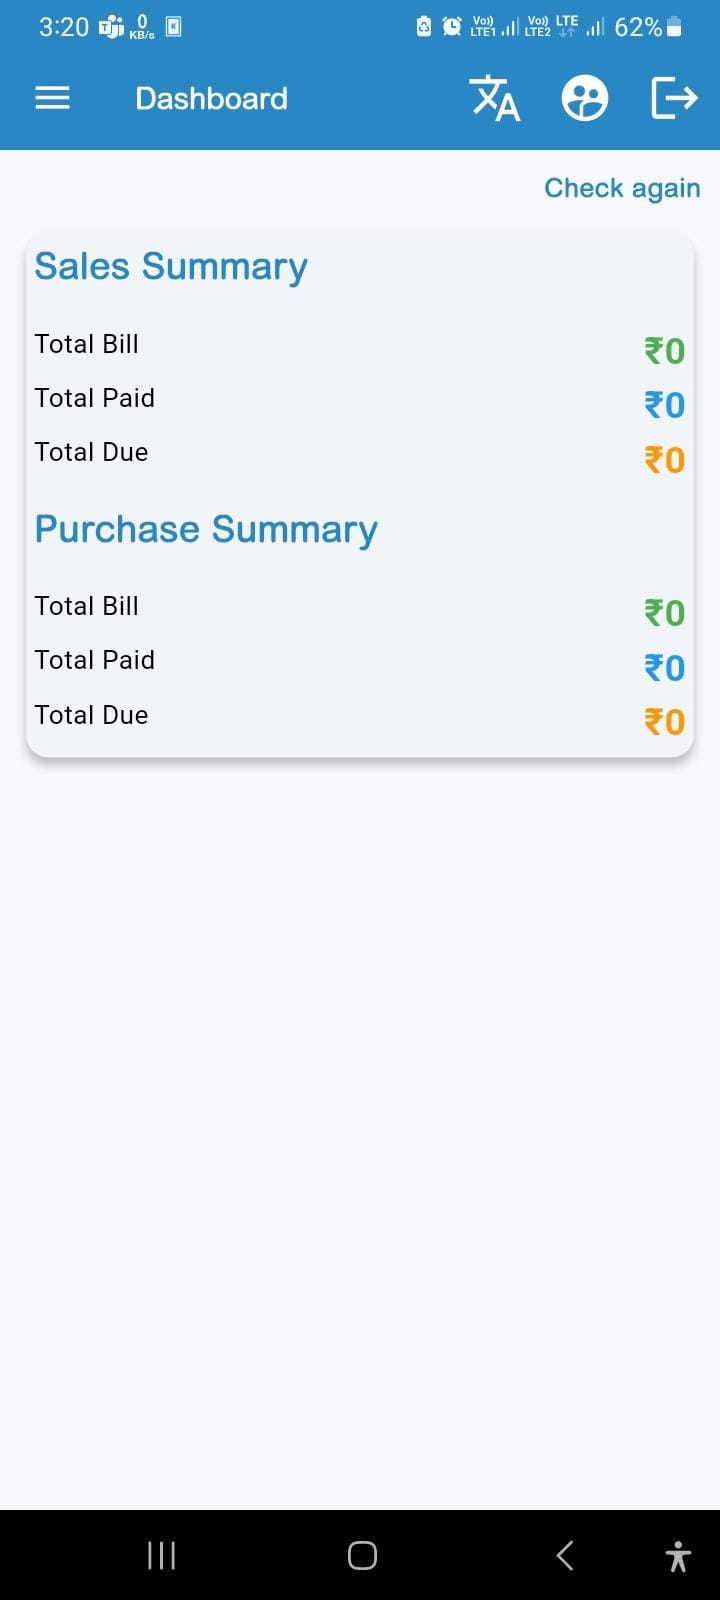 3:20 0 KB/s Vo)) LTE1 Vo)) LTE2 LTE 62%
Dashboard
Check again
Sales Summary
Total Bill ₹0
Total Paid ₹0
Total Due ₹0
Purchase Summary
Total Bill ₹0
Total Paid ₹0
Total Due ₹0